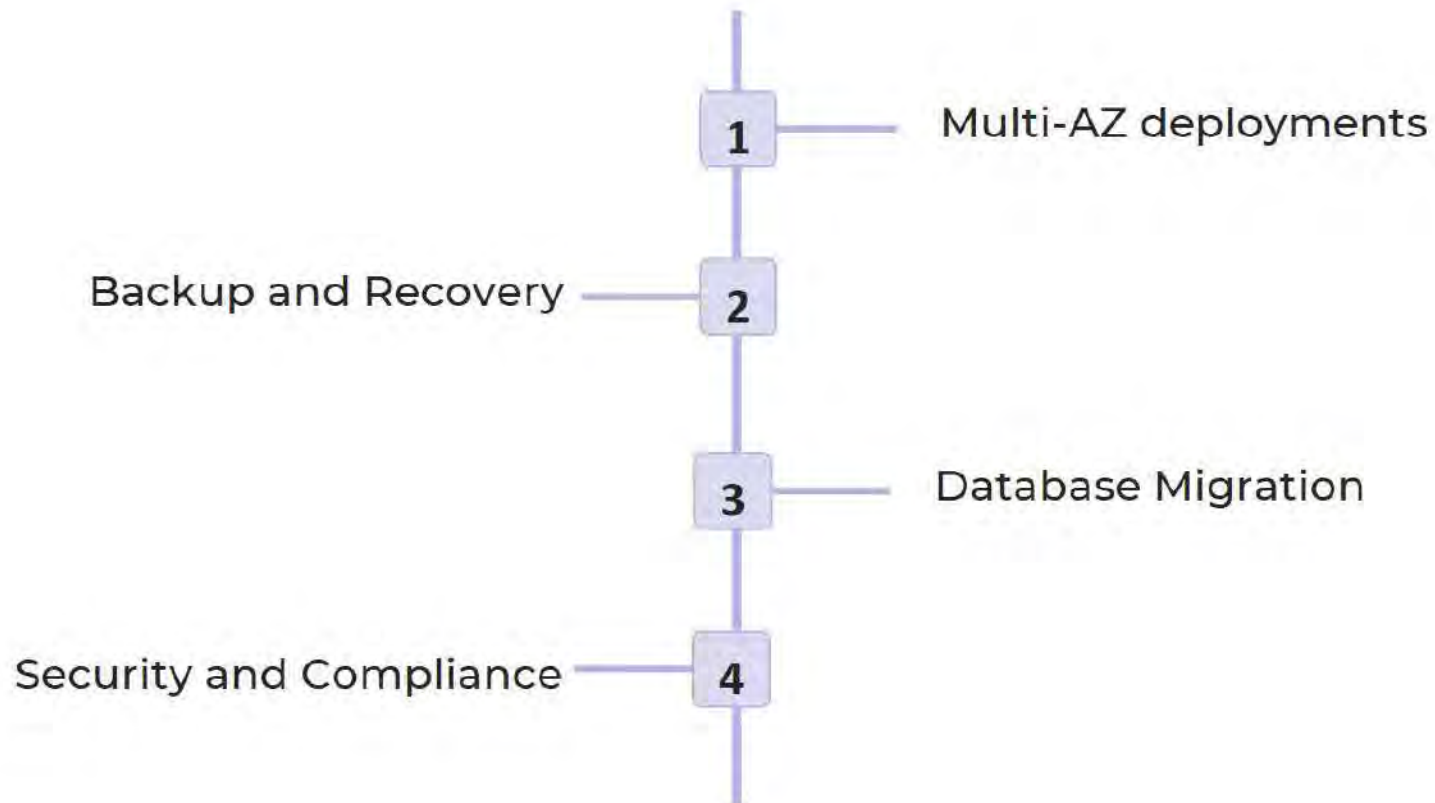 1
Multi-AZ deployments
Backup and Recovery
2
3
Database Migration
Security and Compliance
4